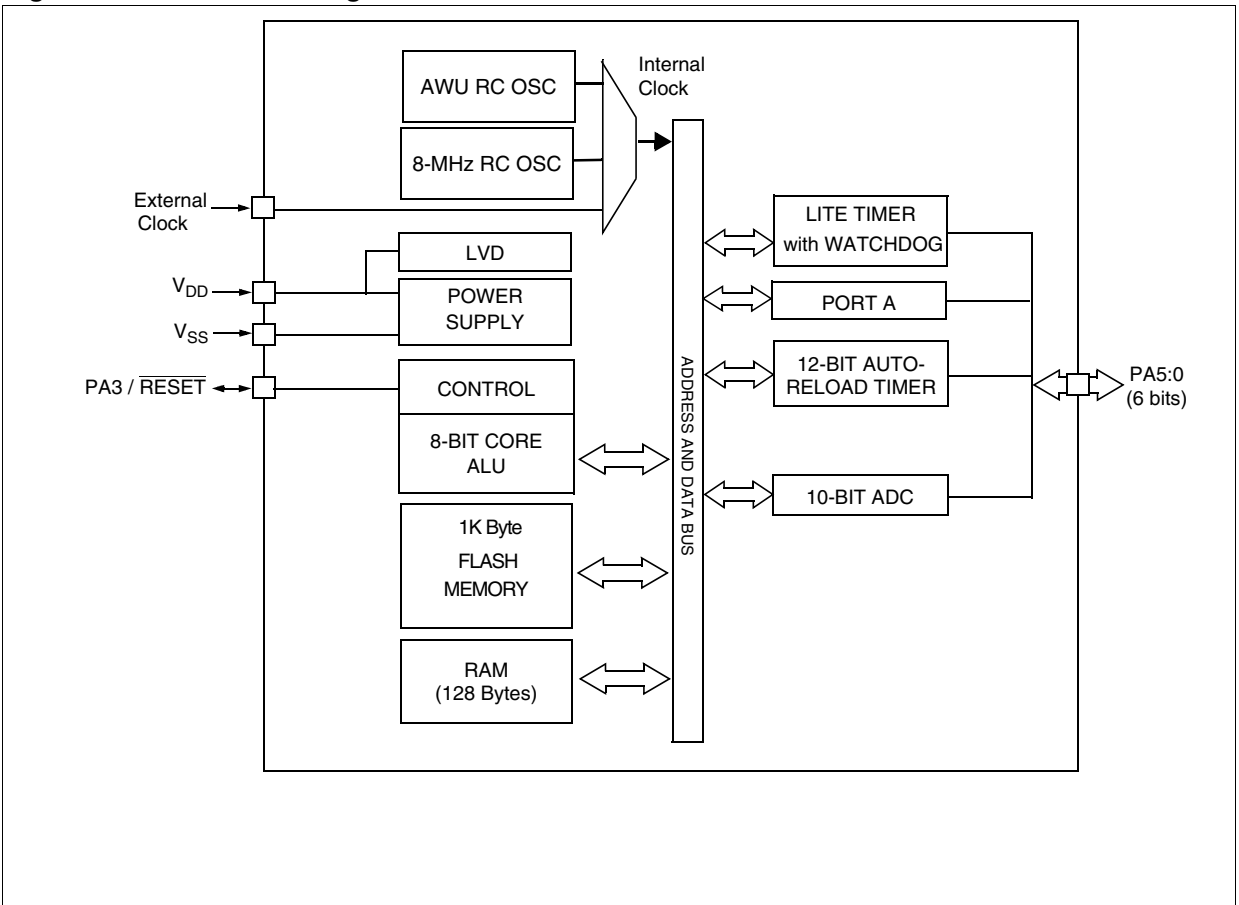 AWU RC OSC
8-MHz RC OSC
Internal
Clock
External
Clock
LVD
VDD
POWER
SUPPLY
VSS
PA3 / RESET
CONTROL
8-BIT CORE
ALU
1K Byte
FLASH
MEMORY
RAM
(128 Bytes)
ADDRESS AND DATA BUS
LITE TIMER
with WATCHDOG
PORT A
12-BIT AUTO-
RELOAD TIMER
10-BIT ADC
PA5:0
(6 bits)